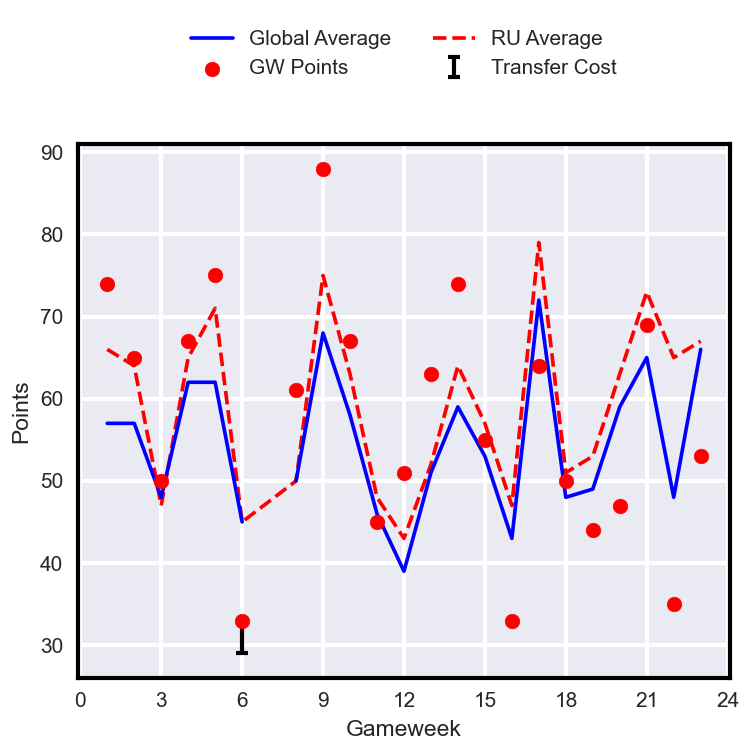 Global Average
RU Average
GW Points
Transfer Cost
90
80
70
60
50
40
30
Points
0 3 6 9 12 15 18 21 24
Gameweek